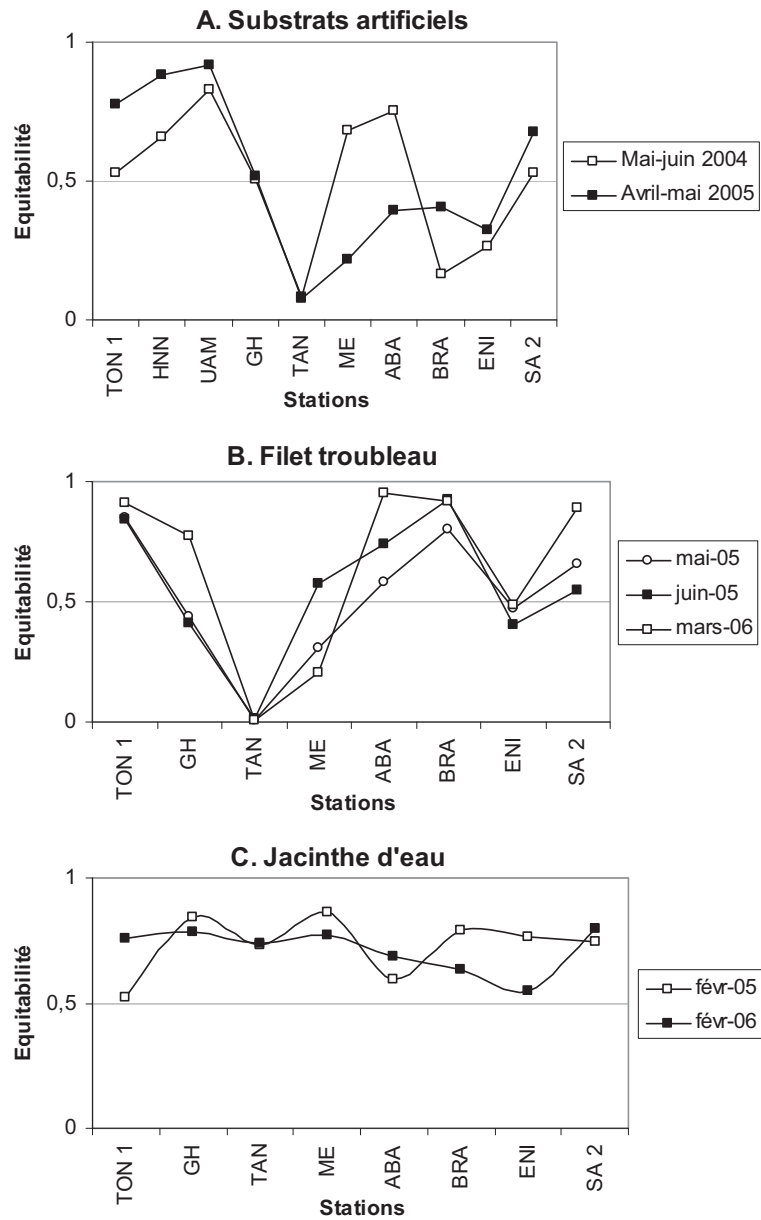 A. Substrats artificiels
1
0,5
0
Equitabilité
TON 1
HNN
UAM
GH
TAN
ME
ABA
BRA
ENI
SA 2
Stations
Mai-juin 2004
Avril-mai 2005
B. Filet troubleau
1
0,5
0
Equitabilité
TON 1
GH
TAN
ME
ABA
BRA
ENI
SA 2
Stations
mai-05
juin-05
mars-06
C. Jacinthe d'eau
1
0,5
0
Equitabilité
TON 1
GH
TAN
ME
ABA
BRA
ENI
SA 2
Stations
févr-05
févr-06